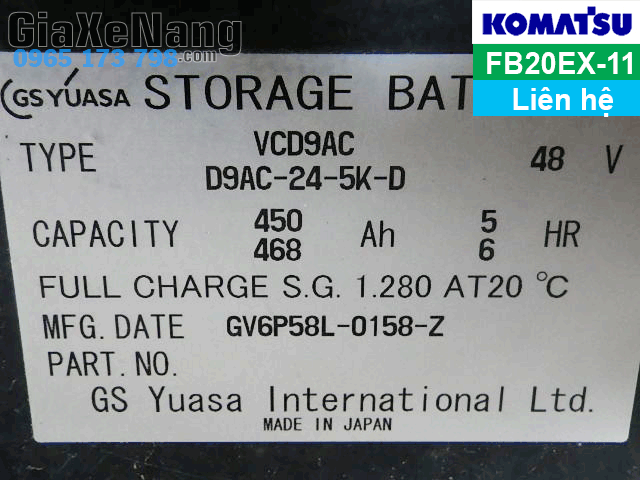 GiaXeNang
0965 173 798.com
KOMATSU
FB20EX-11
Liên hệ
GS YUASA STORAGE BAT
TYPE VCD9AC 48 V
D9AC-24-5K-D
CAPACITY 450 Ah 5 HR
468 6
FULL CHARGE S.G. 1.280 AT20 °C
MFG. DATE GV6P58L-0158-Z
PART. NO.
GS Yuasa International Ltd.
MADE IN JAPAN